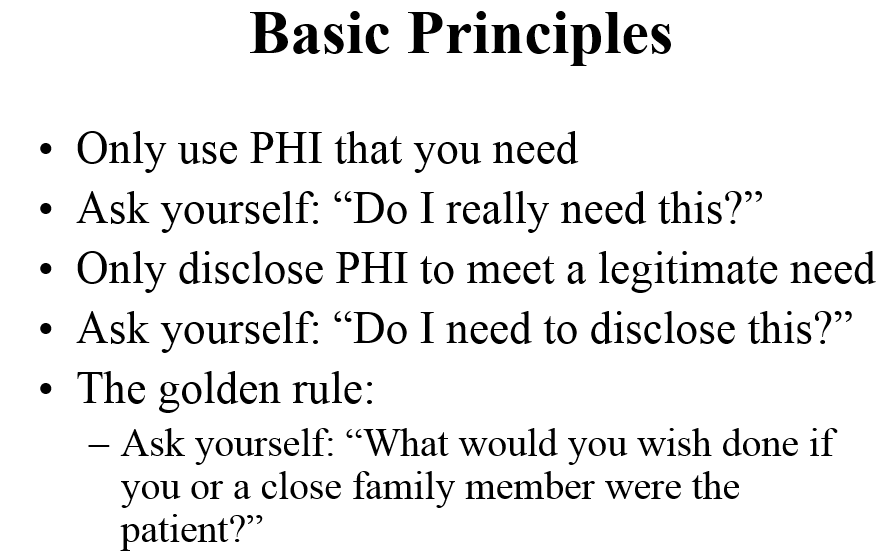 Basic Principles
• Only use PHI that you need
• Ask yourself: “Do I really need this?”
• Only disclose PHI to meet a legitimate need
• Ask yourself: “Do I need to disclose this?”
• The golden rule:
– Ask yourself: “What would you wish done if
you or a close family member were the
patient?”